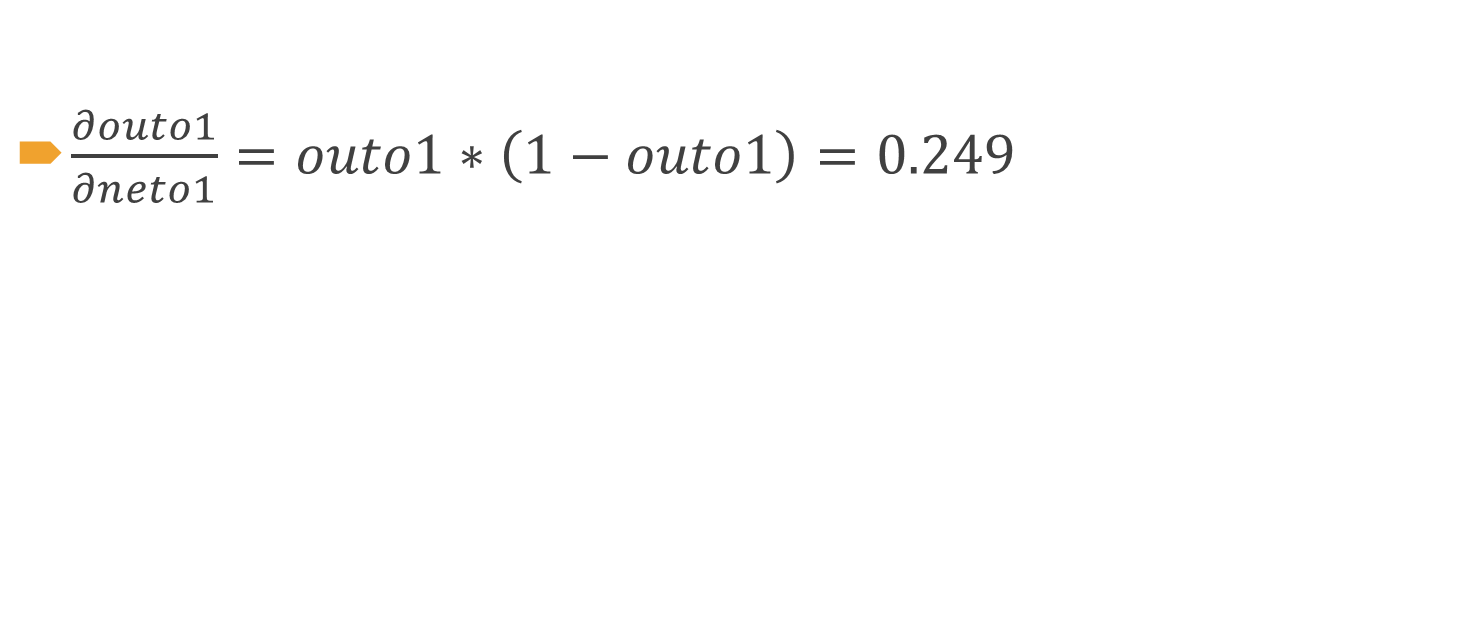 ∂outo1/∂neto1 = outo1 ∗ (1 − outo1) = 0.249